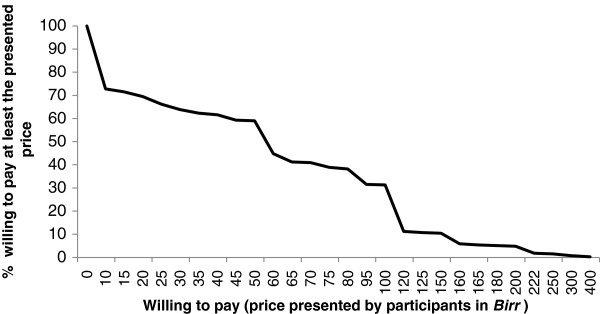 % willing to pay at least the presented
price
100
90
80
70
60
50
40
30
20
10
0
0 10 15 20 25 30 35 40 45 50 60 65 70 75 80 95 100 120 125 150 160 165 180 200 222 250 300 400
Willing to pay (price presented by participants in Birr )